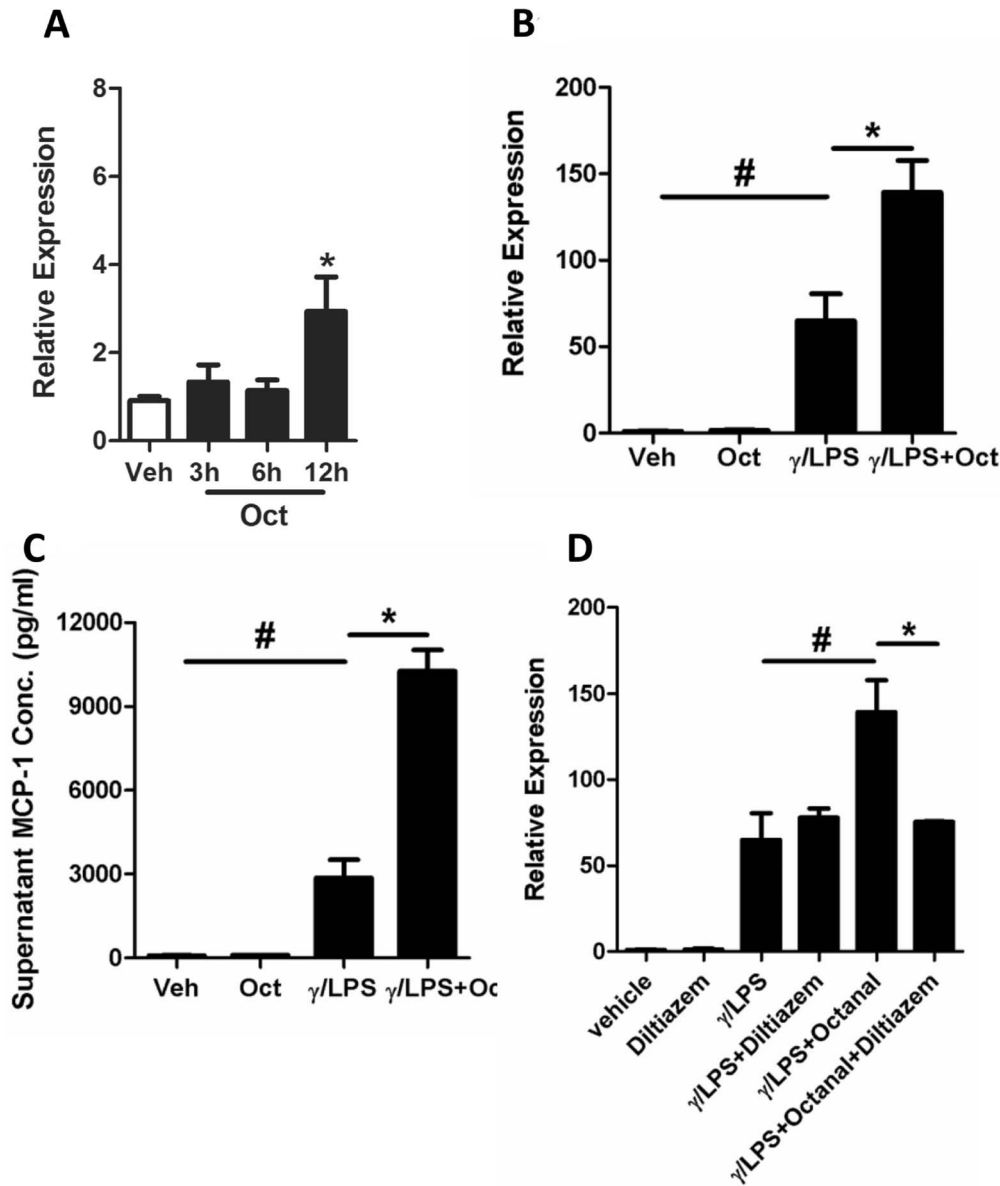 A
Relative Expression
8
6
4
2
0
*
Veh 3h 6h 12h
Oct
B
Relative Expression
200
150
100
50
0
#
*
Veh Oct γ/LPS γ/LPS+Oct
C
Supernatant MCP-1 Conc. (pg/ml)
12000
9000
6000
3000
0
#
*
Veh Oct γ/LPS γ/LPS+Oc
D
Relative Expression
200
150
100
50
0
#
*
vehicle
Diltiazem
γ/LPS
γ/LPS+Diltiazem
γ/LPS+Octanal
γ/LPS+Octanal+Diltiazem